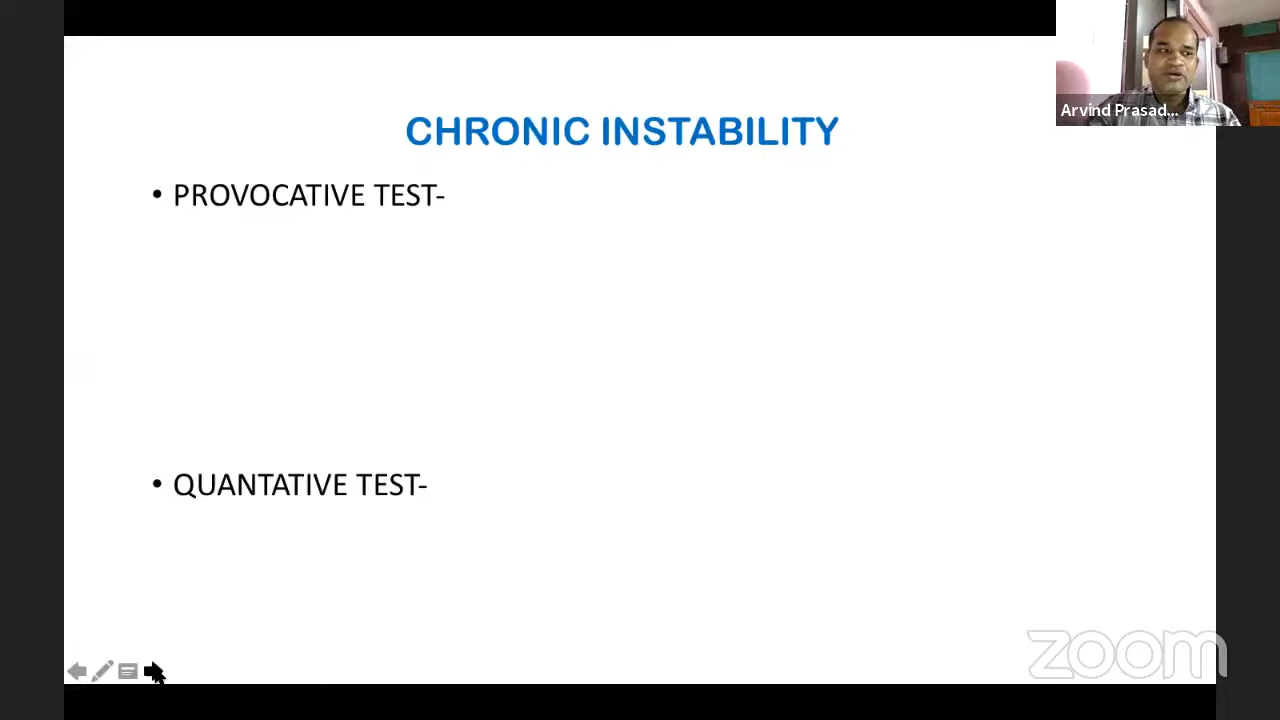 Arvind Prasad...
CHRONIC INSTABILITY
• PROVOCATIVE TEST-
• QUANTATIVE TEST-
zoom